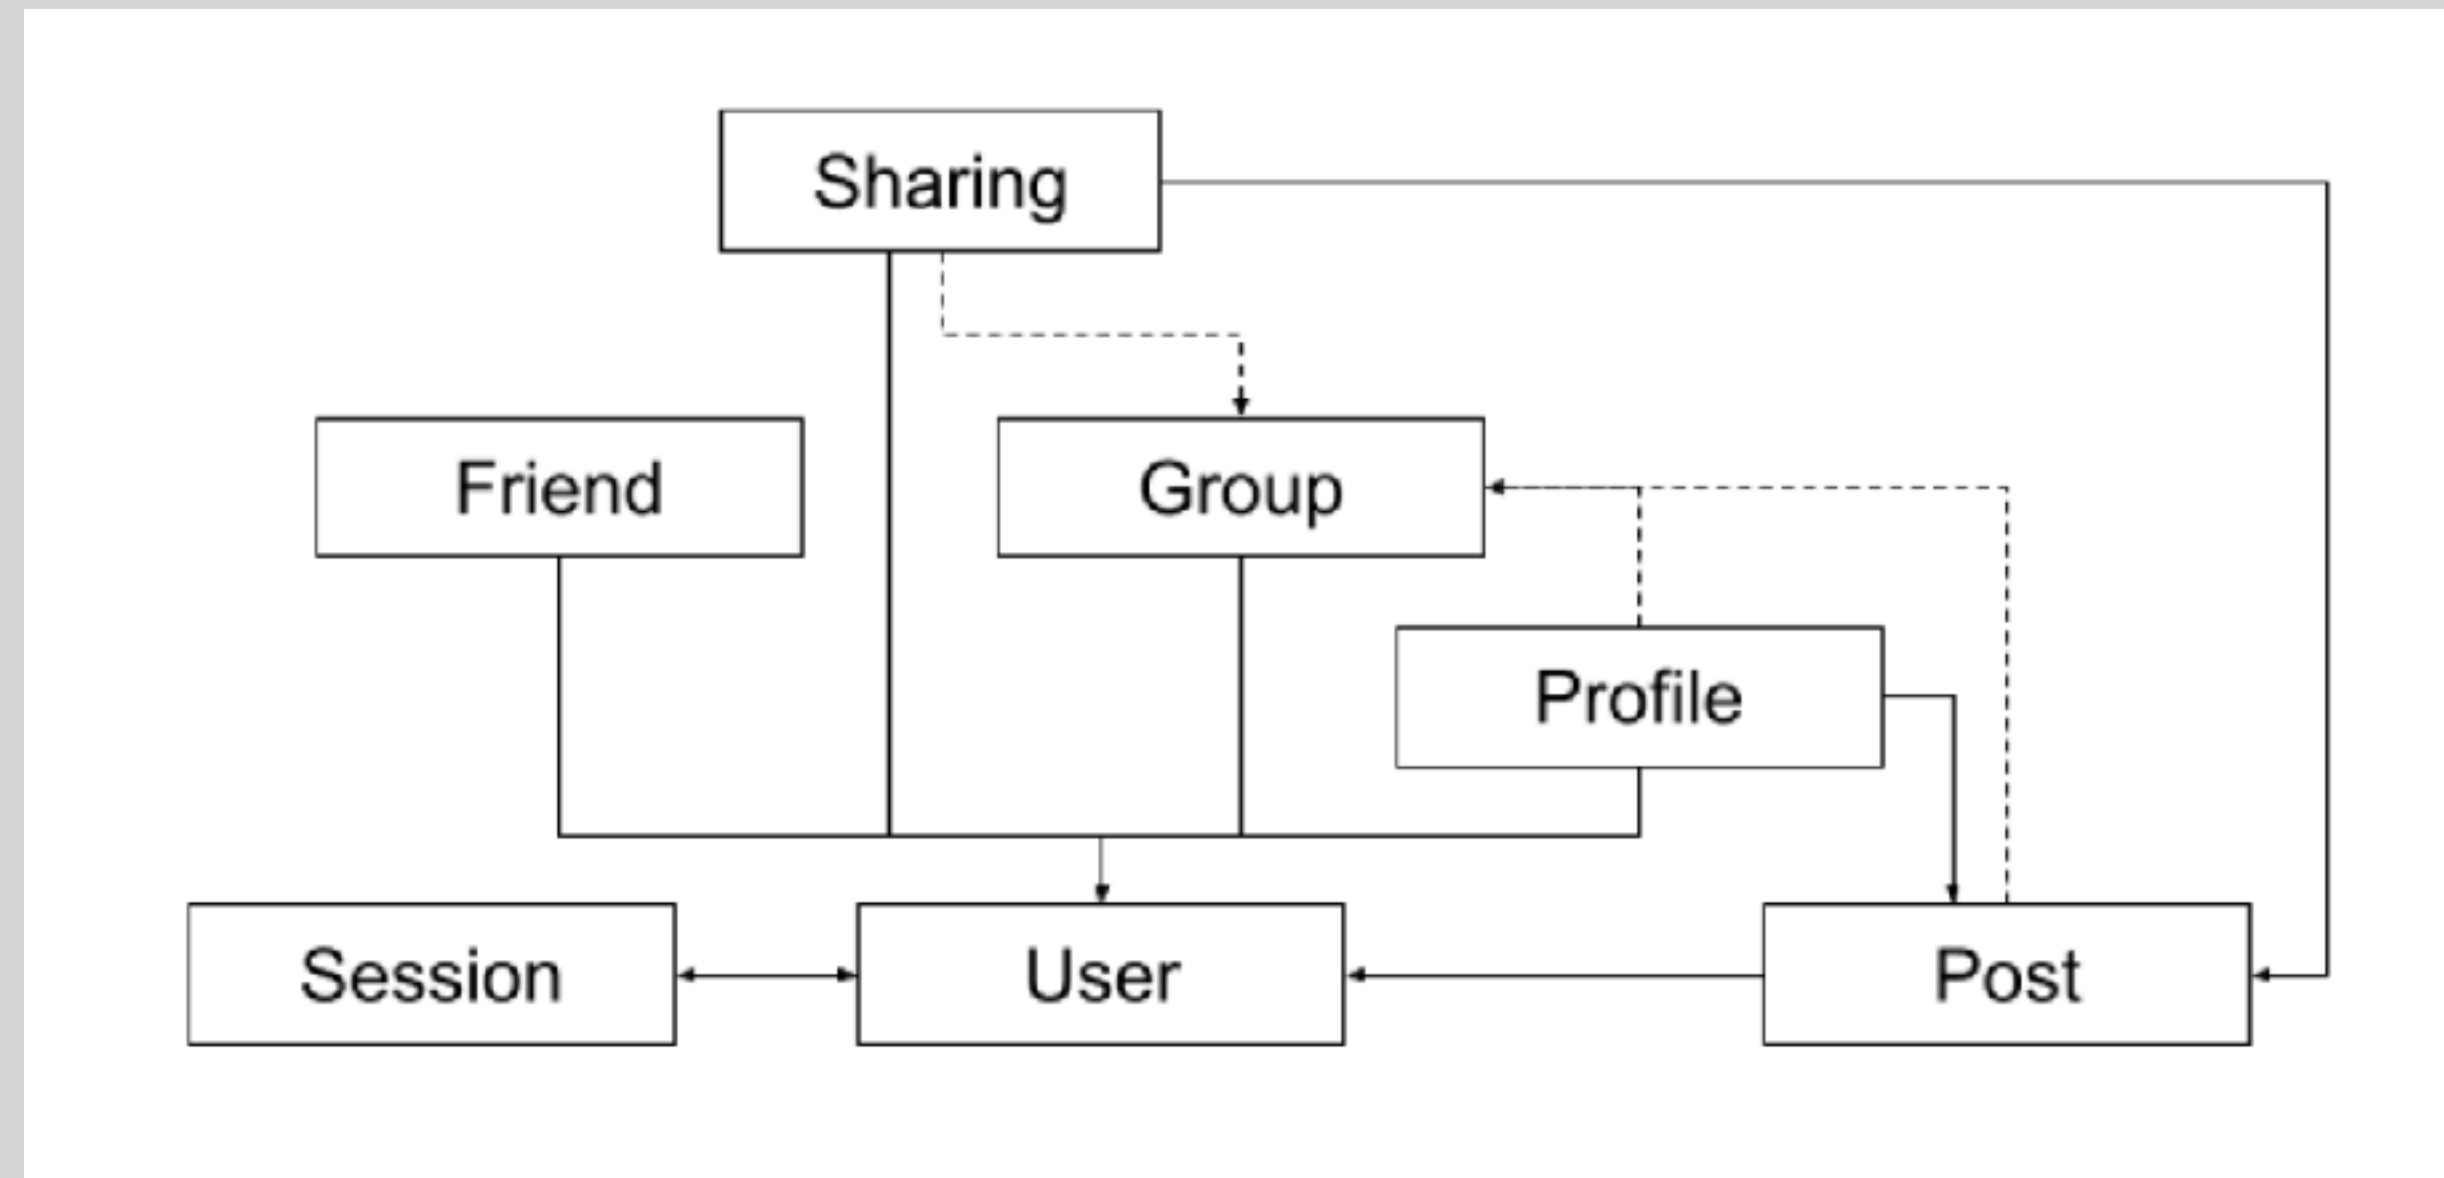 Sharing
Friend
Group
Profile
Session
User
Post